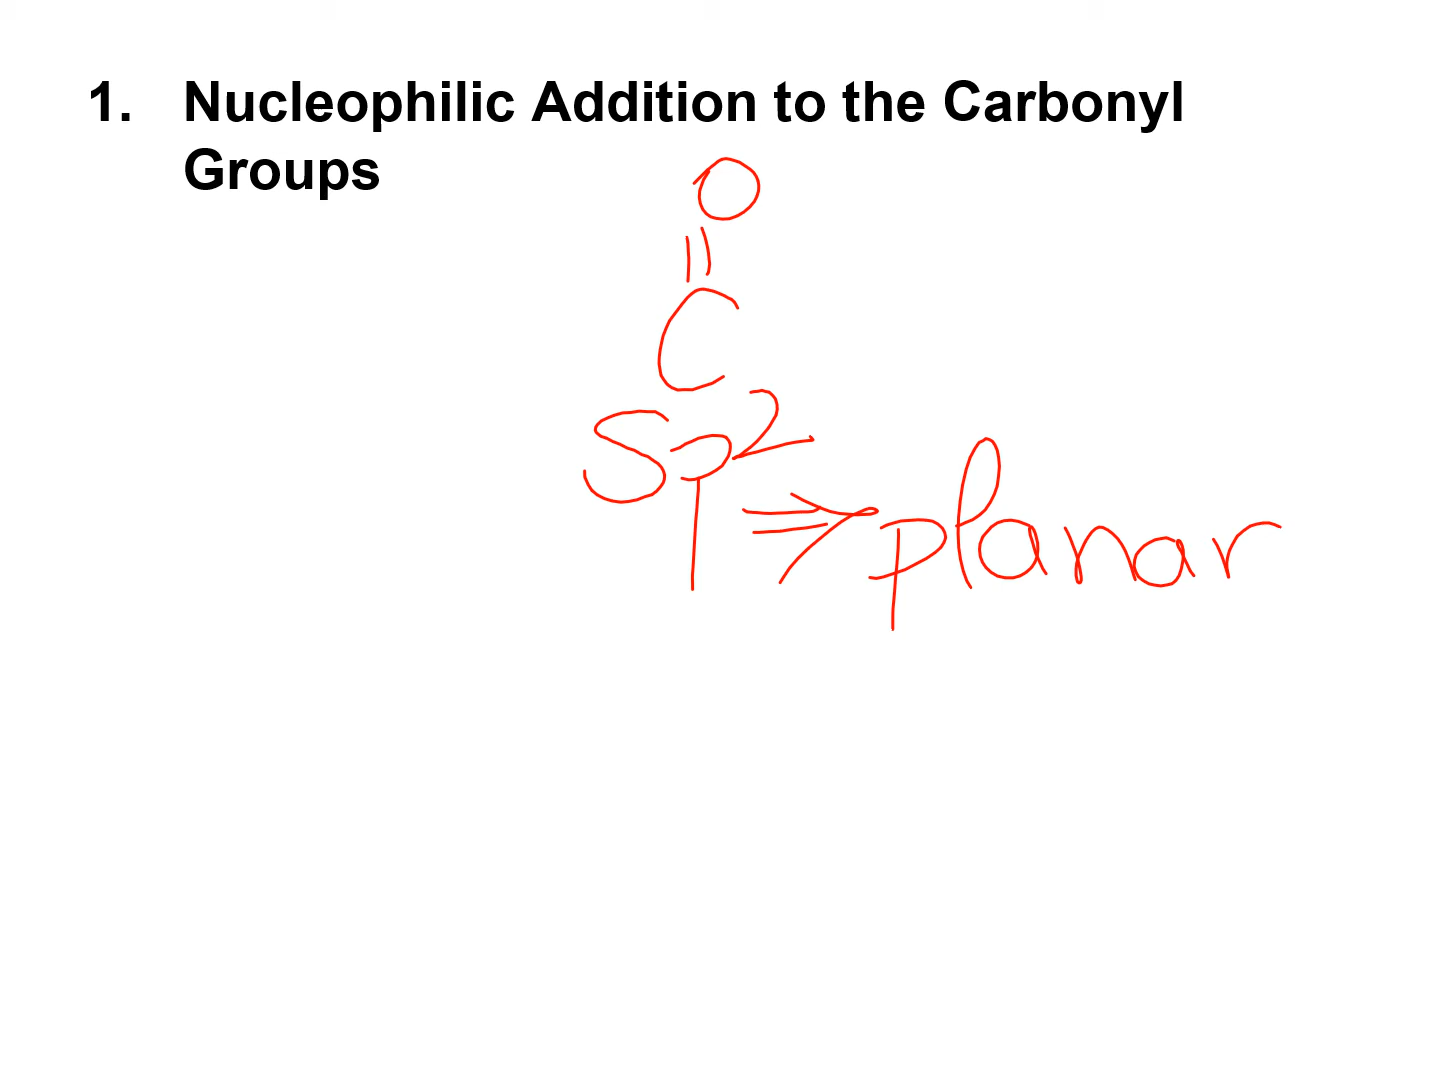 1. Nucleophilic Addition to the Carbonyl
Groups
O
||
C
Sp²
⇒ planar